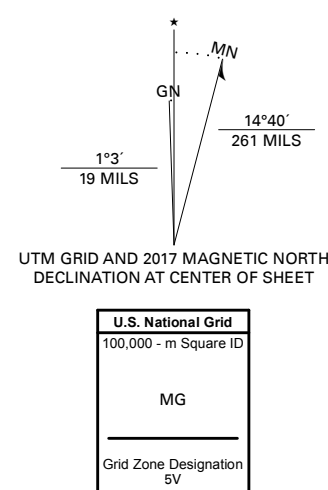 ★
MN
GN
14°40´
261 MILS
1°3´
19 MILS
UTM GRID AND 2017 MAGNETIC NORTH
DECLINATION AT CENTER OF SHEET
U.S. National Grid
100,000 - m Square ID
MG
Grid Zone Designation
5V